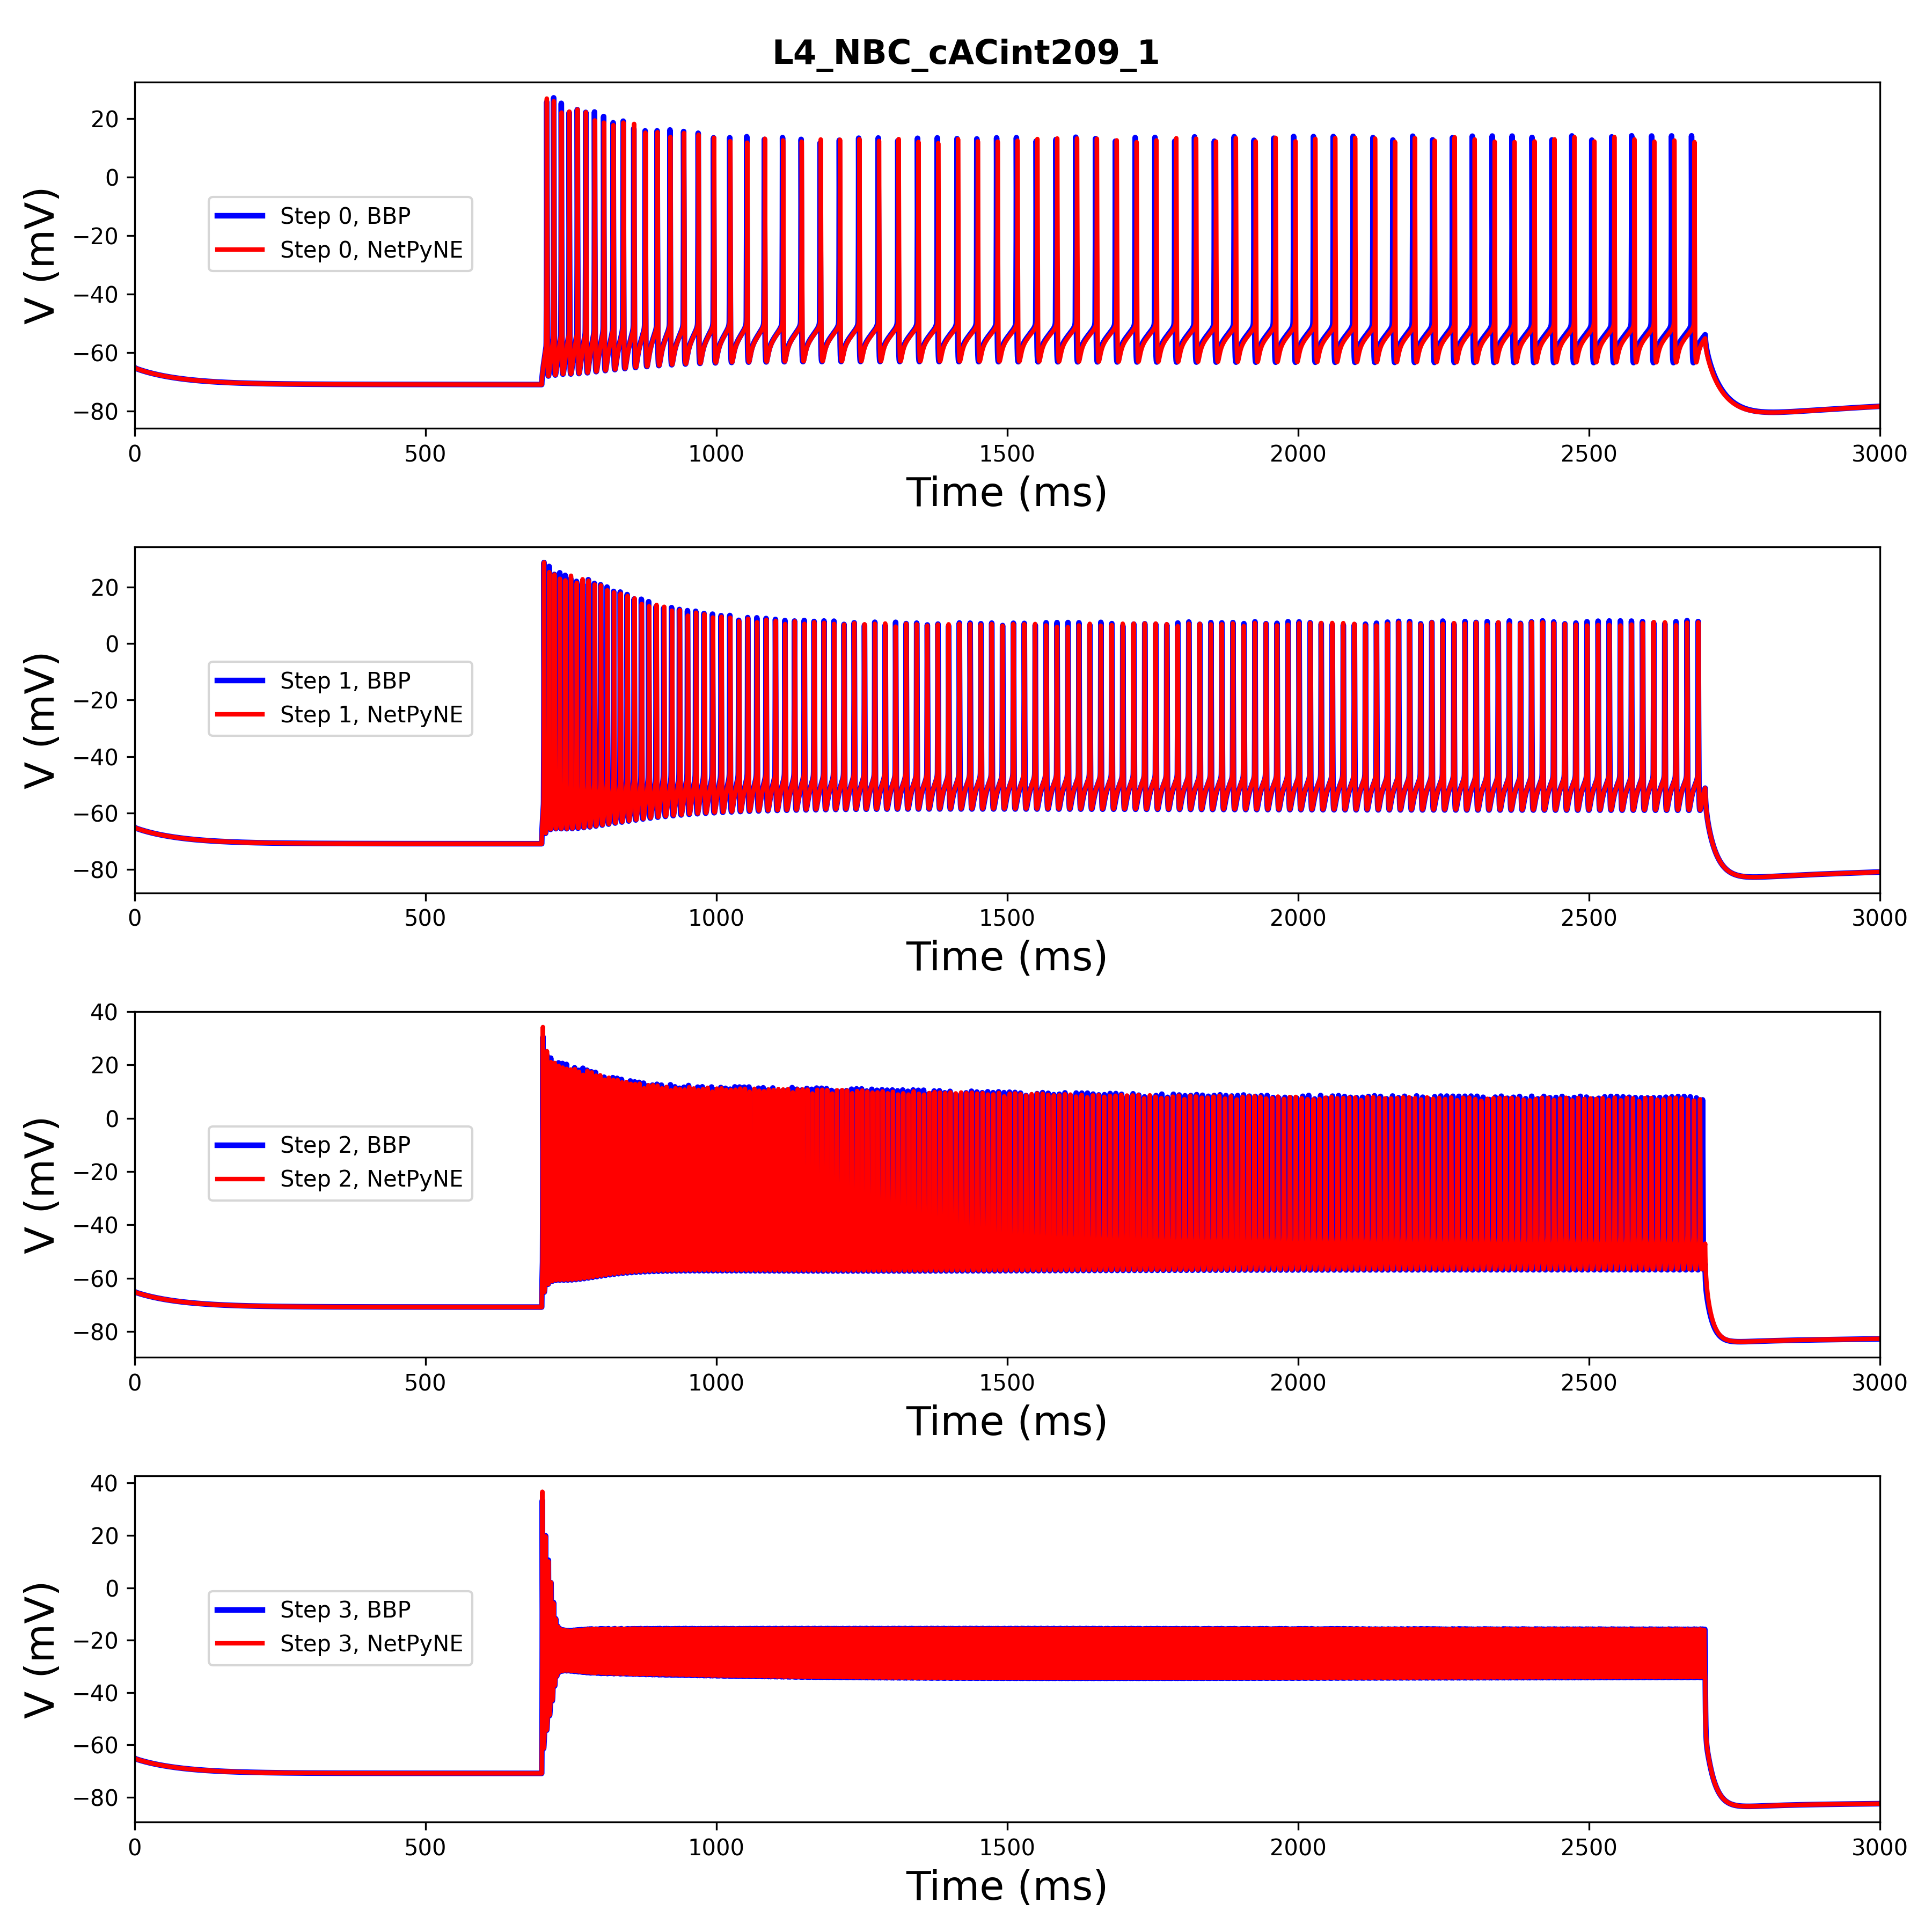 L4_NBC_cACint209_1
20
0
−20
−40
−60
−80
V (mV)
Step 0, BBP
Step 0, NetPyNE
0 500 1000 1500 2000 2500 3000
Time (ms)
20
0
−20
−40
−60
−80
V (mV)
Step 1, BBP
Step 1, NetPyNE
0 500 1000 1500 2000 2500 3000
Time (ms)
40
20
0
−20
−40
−60
−80
V (mV)
Step 2, BBP
Step 2, NetPyNE
0 500 1000 1500 2000 2500 3000
Time (ms)
40
20
0
−20
−40
−60
−80
V (mV)
Step 3, BBP
Step 3, NetPyNE
0 500 1000 1500 2000 2500 3000
Time (ms)